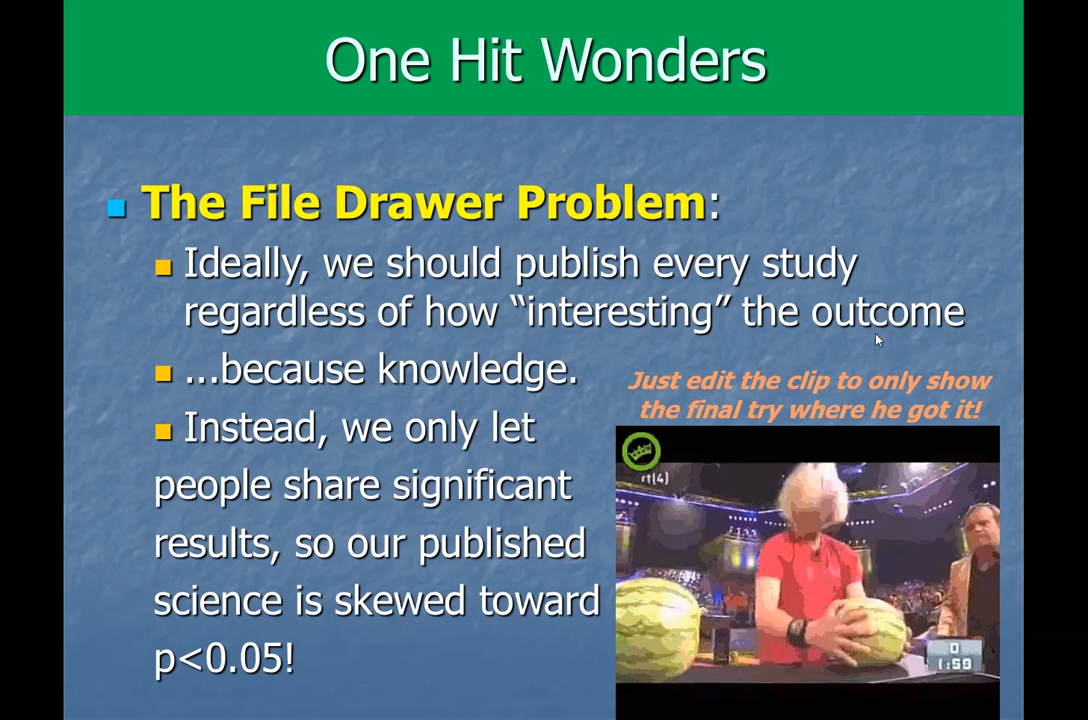 One Hit Wonders
The File Drawer Problem:
Ideally, we should publish every study
regardless of how “interesting” the outcome
...because knowledge.
Just edit the clip to only show
the final try where he got it!
Instead, we only let
people share significant
results, so our published
science is skewed toward
p<0.05!
rtl(4)
0
1:59